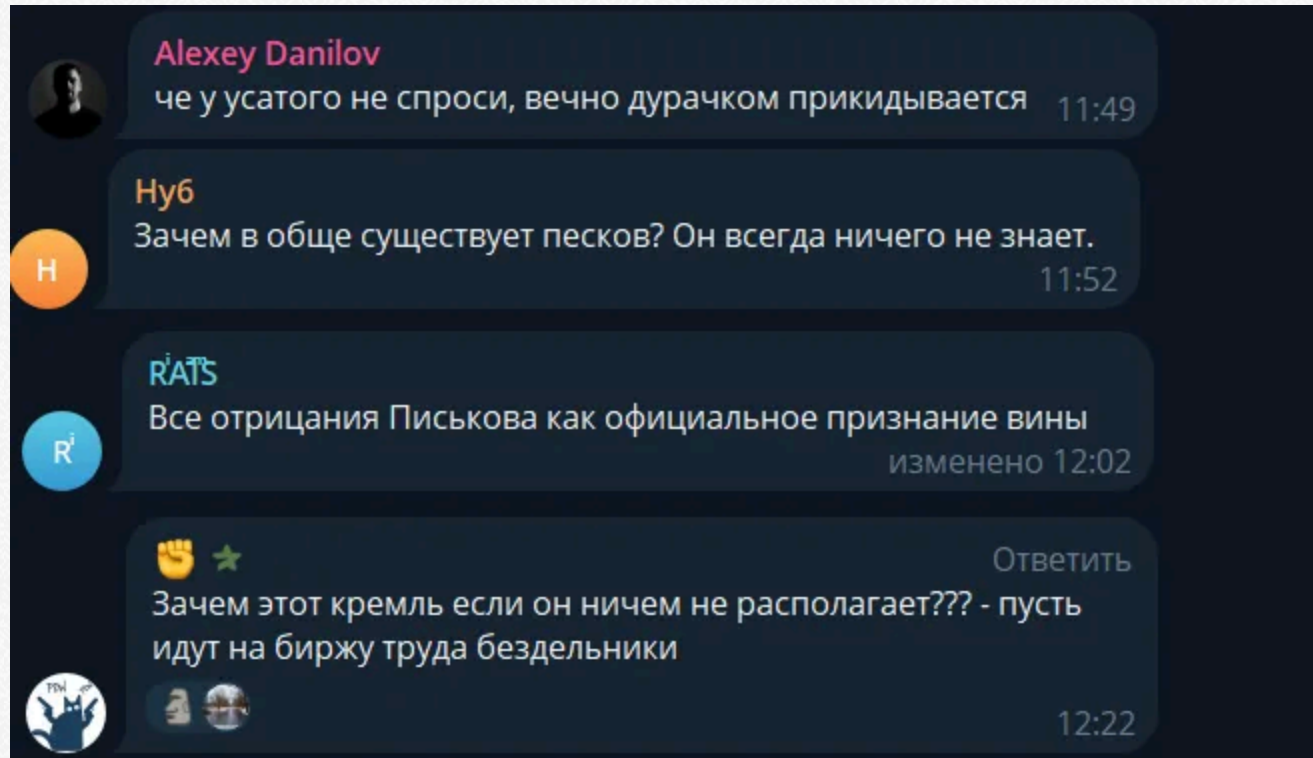 Alexey Danilov
че у усатого не спроси, вечно дурачком прикидывается 11:49
Ну6
Зачем в обще существует песков? Он всегда ничего не знает.
11:52
Н
RATS
Все отрицания Писькова как официальное признание вины
изменено 12:02
R
Ответить
Зачем этот кремль если он ничем не располагает??? - пусть
идут на биржу труда бездельники
12:22